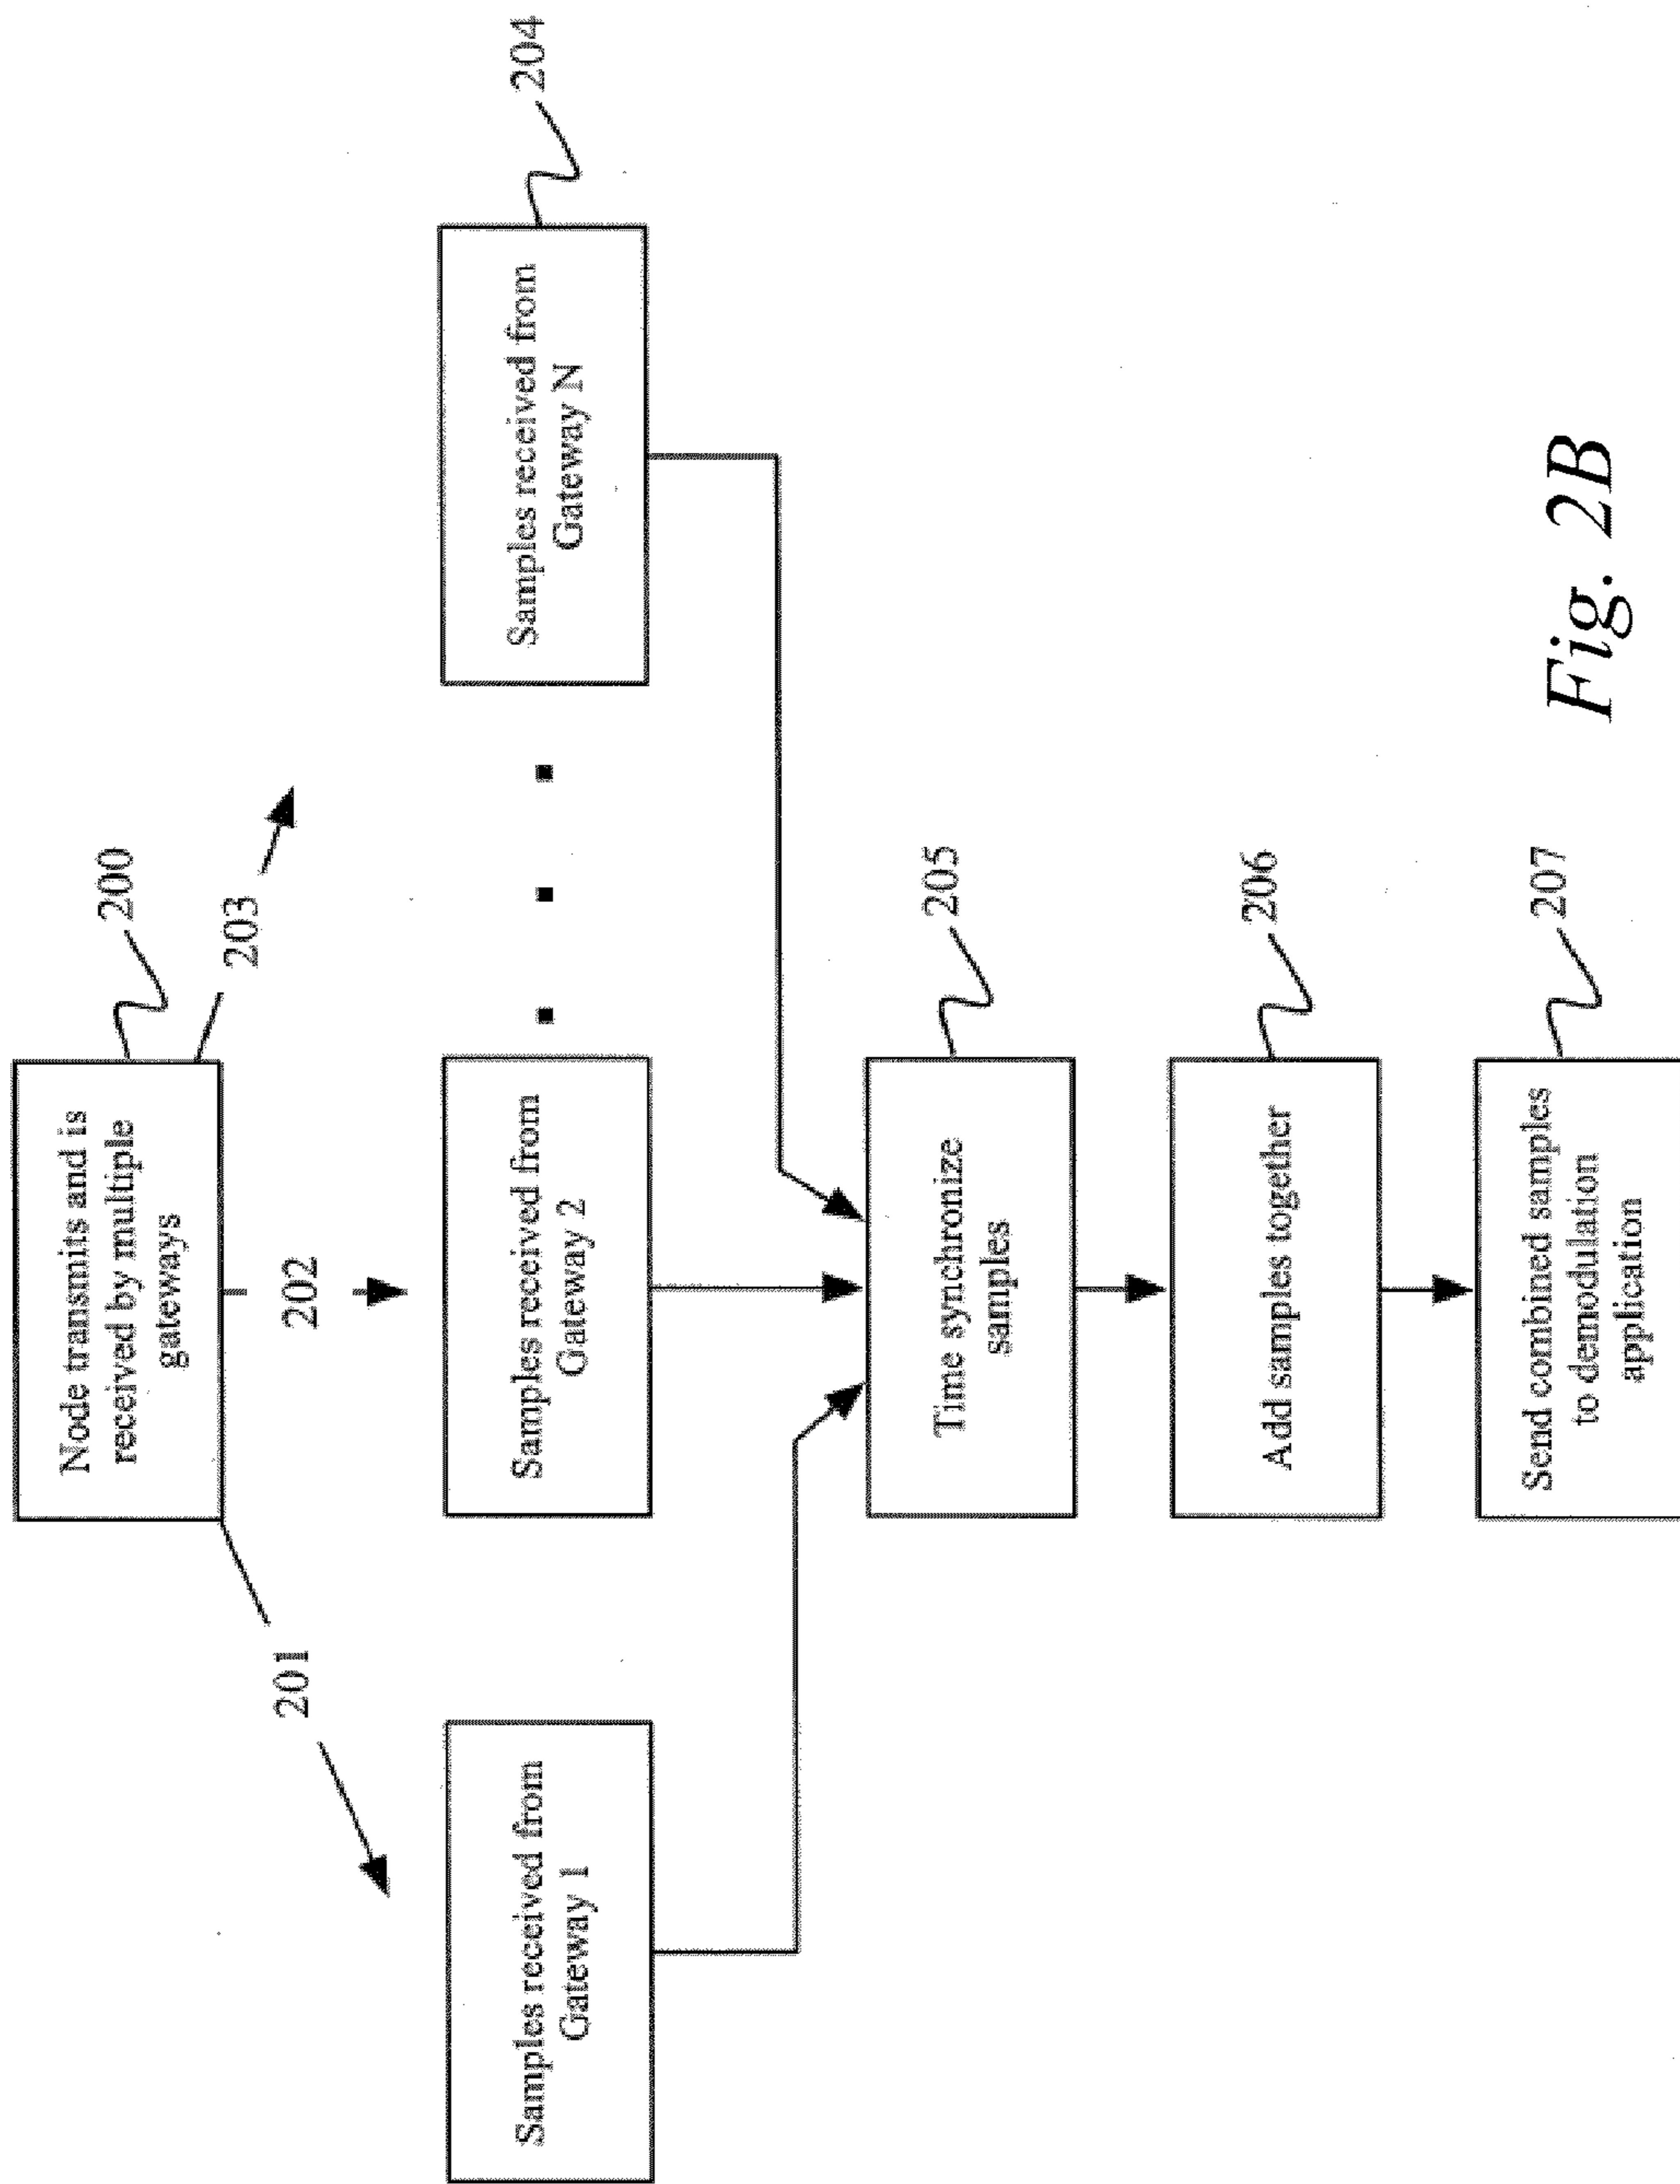 Node transmits and is
received by multiple
gateways
200
201
202
203
Samples received from
Gateway 1
Samples received from
Gateway 2
Samples received from
Gateway N
204
Time synchronize
samples
205
Add samples together
206
Send combined samples
to demodulation
application
207
Fig. 2B